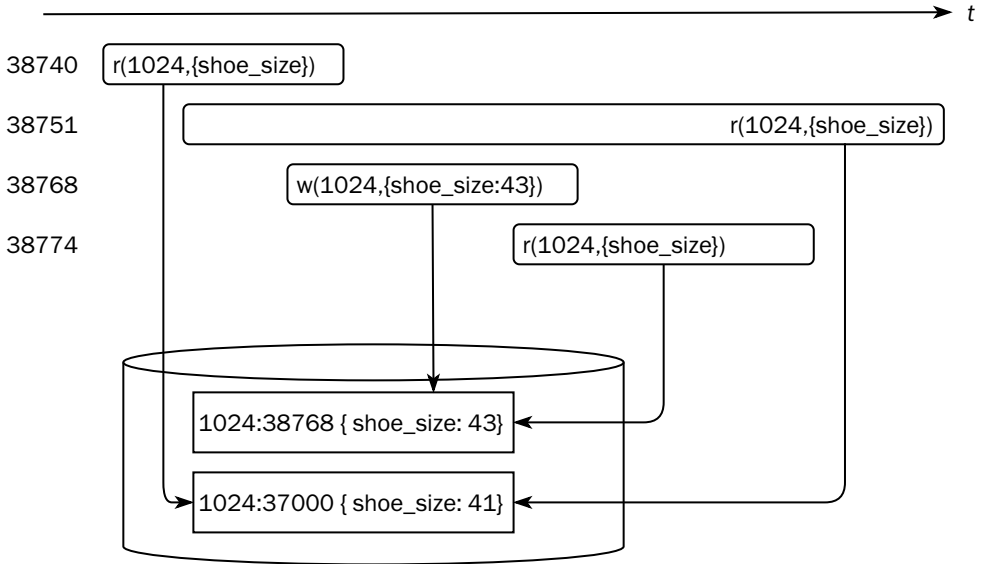 t
38740 r(1024,{shoe_size})
38751 r(1024,{shoe_size})
38768 w(1024,{shoe_size:43})
38774 r(1024,{shoe_size})
1024:38768 { shoe_size: 43}
1024:37000 { shoe_size: 41}